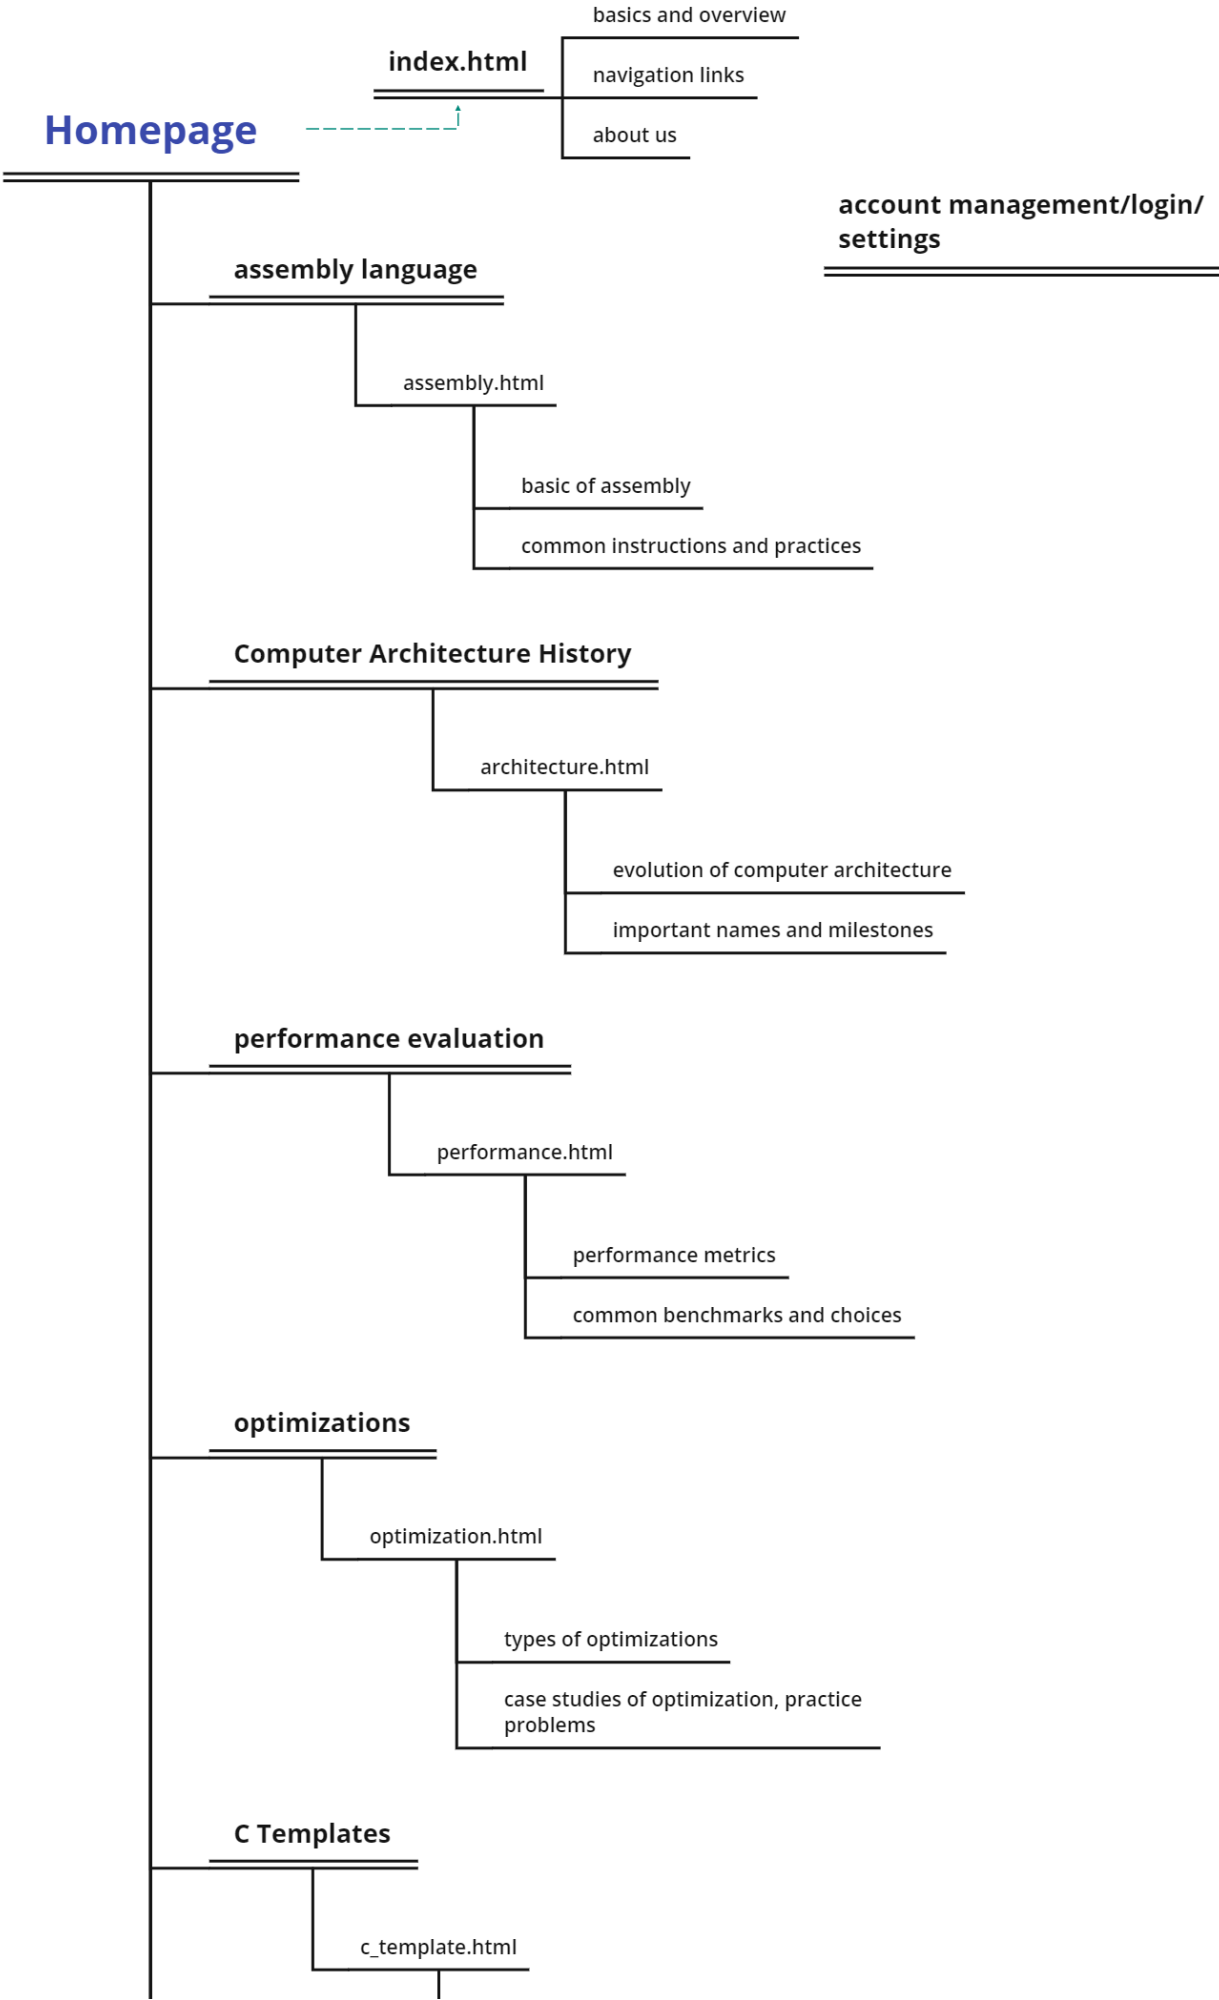 basics and overview
index.html
navigation links
Homepage
about us
account management/login/
settings
assembly language
assembly.html
basic of assembly
common instructions and practices
Computer Architecture History
architecture.html
evolution of computer architecture
important names and milestones
performance evaluation
performance.html
performance metrics
common benchmarks and choices
optimizations
optimization.html
types of optimizations
case studies of optimization, practice
problems
C Templates
c_template.html